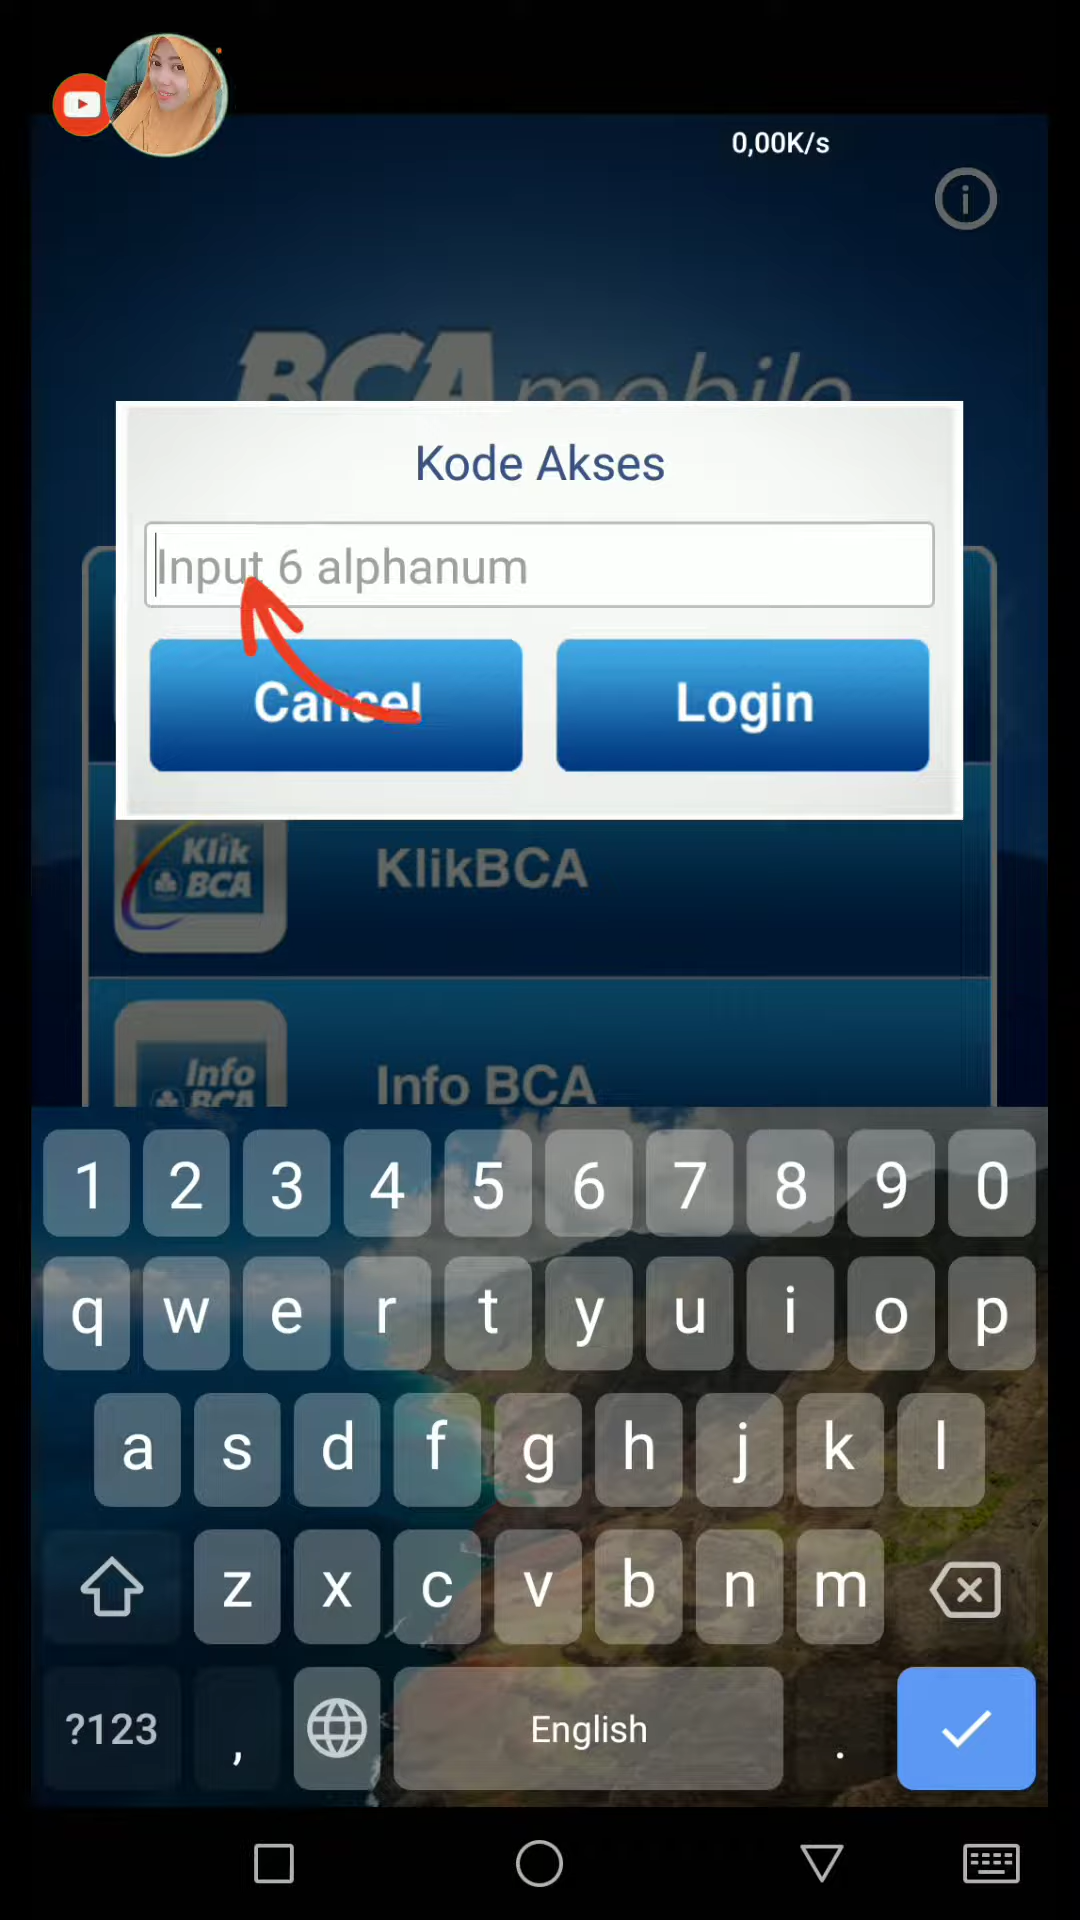 0,00K/s
BCA mobile
Kode Akses
Input 6 alphanum
Cancel
Login
Klik
BCA
KlikBCA
Info
BCA
Info BCA
1 2 3 4 5 6 7 8 9 0
q w e r t y u i o p
a s d f g h j k l
z x c v b n m
?123 , English .